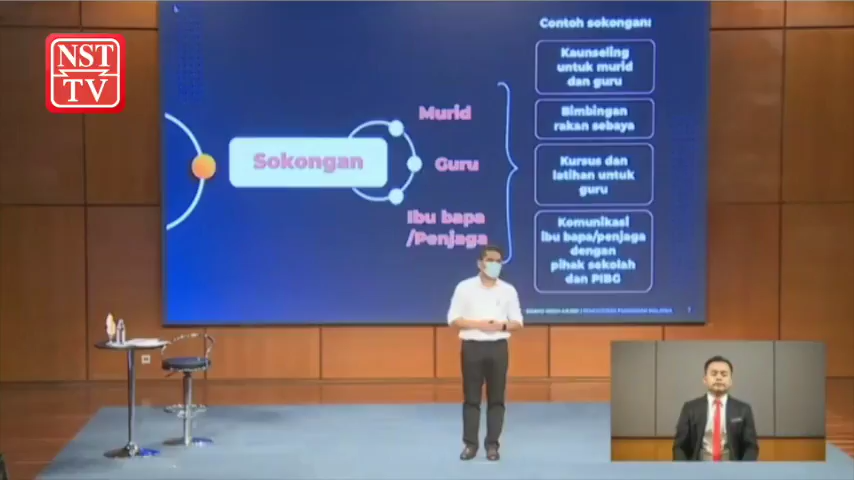 NST
TV
Contoh sokongan:
Kaunseling
untuk murid
dan guru
Murid
Bimbingan
rakan sebaya
Sokongan
Guru
Kursus dan
latihan untuk
guru
Ibu bapa
/Penjaga
Komunikasi
ibu bapa/penjaga
dengan
pihak sekolah
dan PIBG